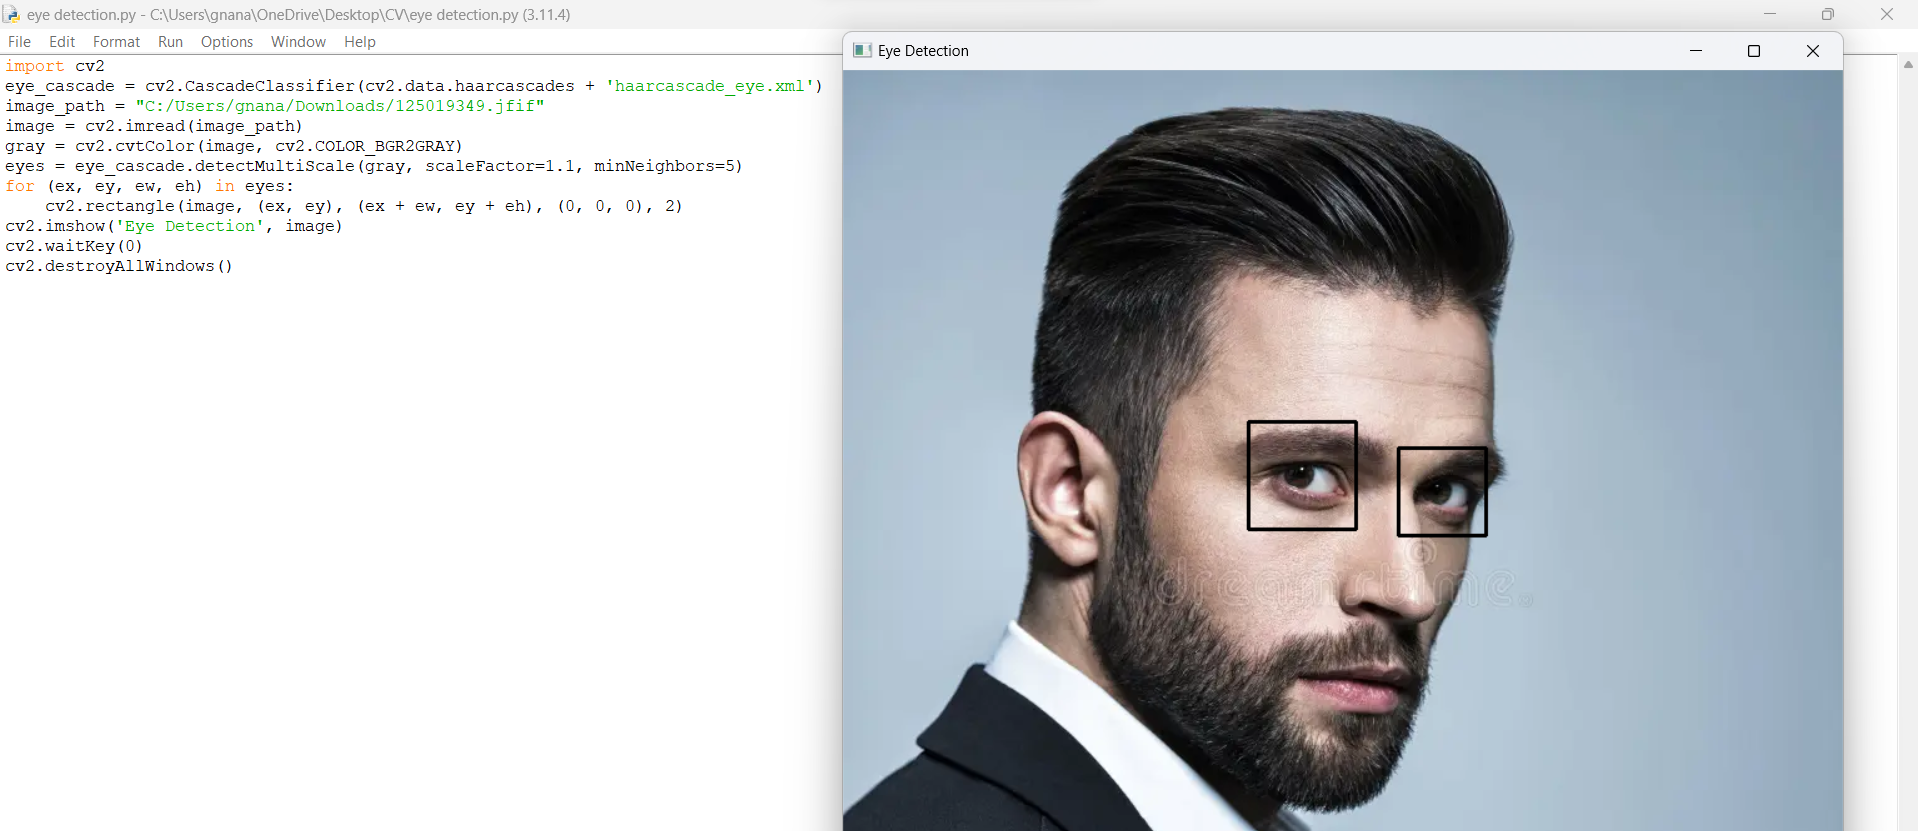 eye detection.py - C:\Users\gnana\OneDrive\Desktop\CV\eye detection.py (3.11.4)
File Edit Format Run Options Window Help
import cv2
eye_cascade = cv2.CascadeClassifier(cv2.data.haarcascades + 'haarcascade_eye.xml')
image_path = "C:/Users/gnana/Downloads/125019349.jfif"
image = cv2.imread(image_path)
gray = cv2.cvtColor(image, cv2.COLOR_BGR2GRAY)
eyes = eye_cascade.detectMultiScale(gray, scaleFactor=1.1, minNeighbors=5)
for (ex, ey, ew, eh) in eyes:
    cv2.rectangle(image, (ex, ey), (ex + ew, ey + eh), (0, 0, 0), 2)
cv2.imshow('Eye Detection', image)
cv2.waitKey(0)
cv2.destroyAllWindows()
Eye Detection
dreamstime.